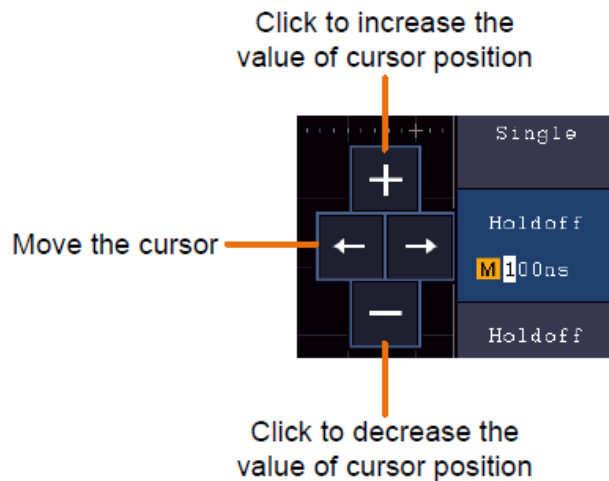 Click to increase the
value of cursor position
Single
+
Move the cursor
← →
Holdoff
M 100ns
−
Holdoff
Click to decrease the
value of cursor position